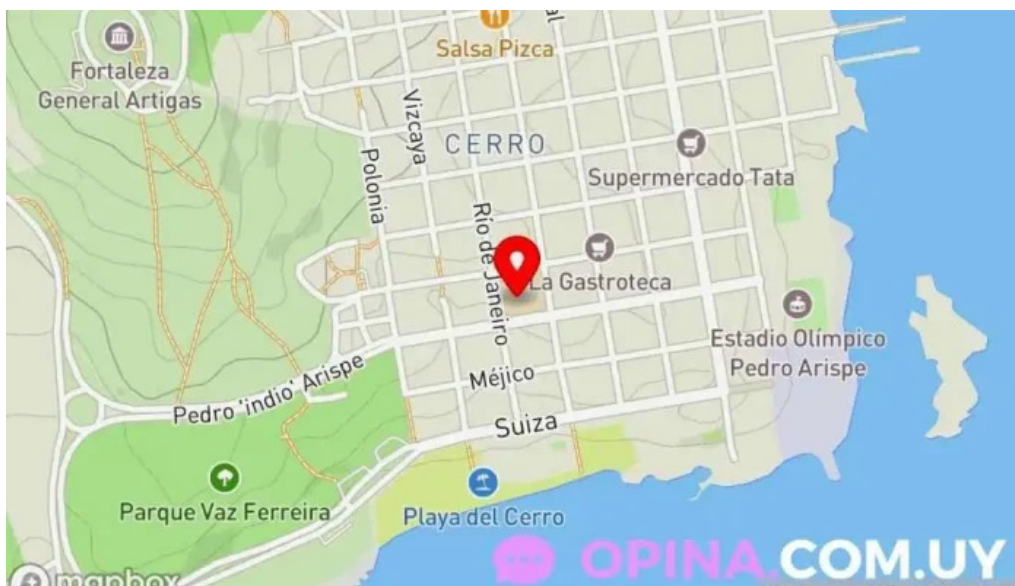 Salsa Pizca
al
Fortaleza
General Artigas
Vizcaya
CERRO
Polonia
Supermercado Tata
Río de Janeiro
La Gastroteca
Estadio Olímpico
Pedro Arispe
Pedro 'indio' Arispe
Méjico
Suiza
Parque Vaz Ferreira
Playa del Cerro
OPINA.COM.UY
mapbox